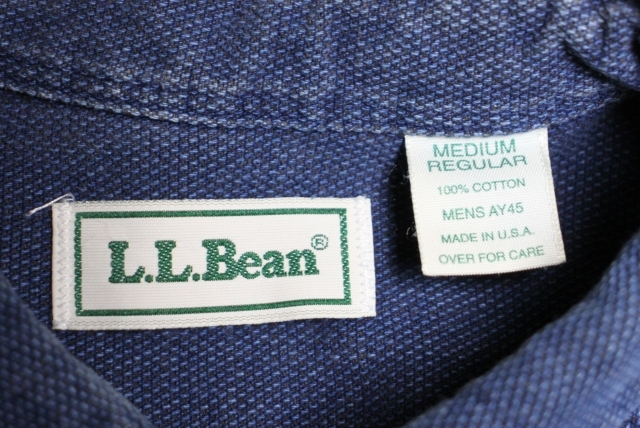 L.L.Bean®
MEDIUM
REGULAR
100% COTTON
MENS AY45
MADE IN U.S.A.
OVER FOR CARE